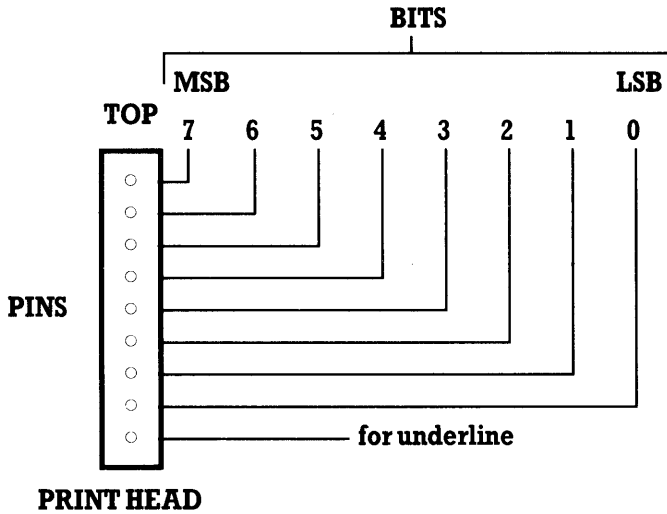 BITS
MSB LSB
TOP
7 6 5 4 3 2 1 0
PINS
for underline
PRINT HEAD